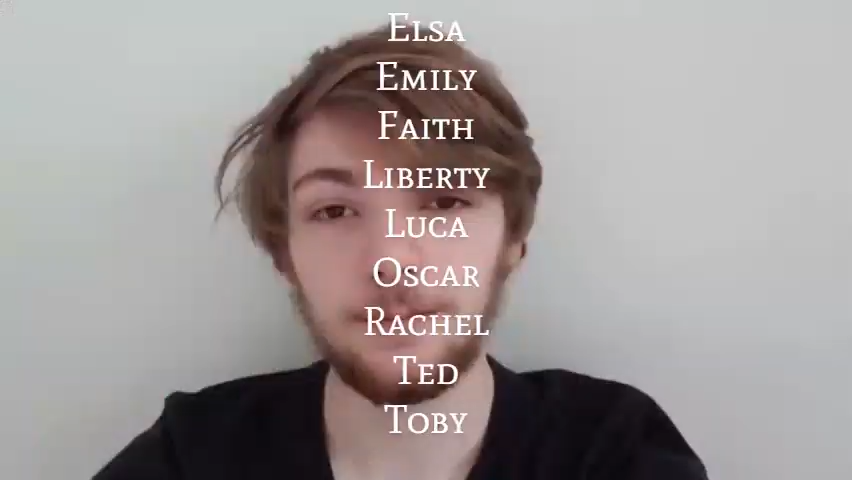 Elsa
Emily
Faith
Liberty
Luca
Oscar
Rachel
Ted
Toby